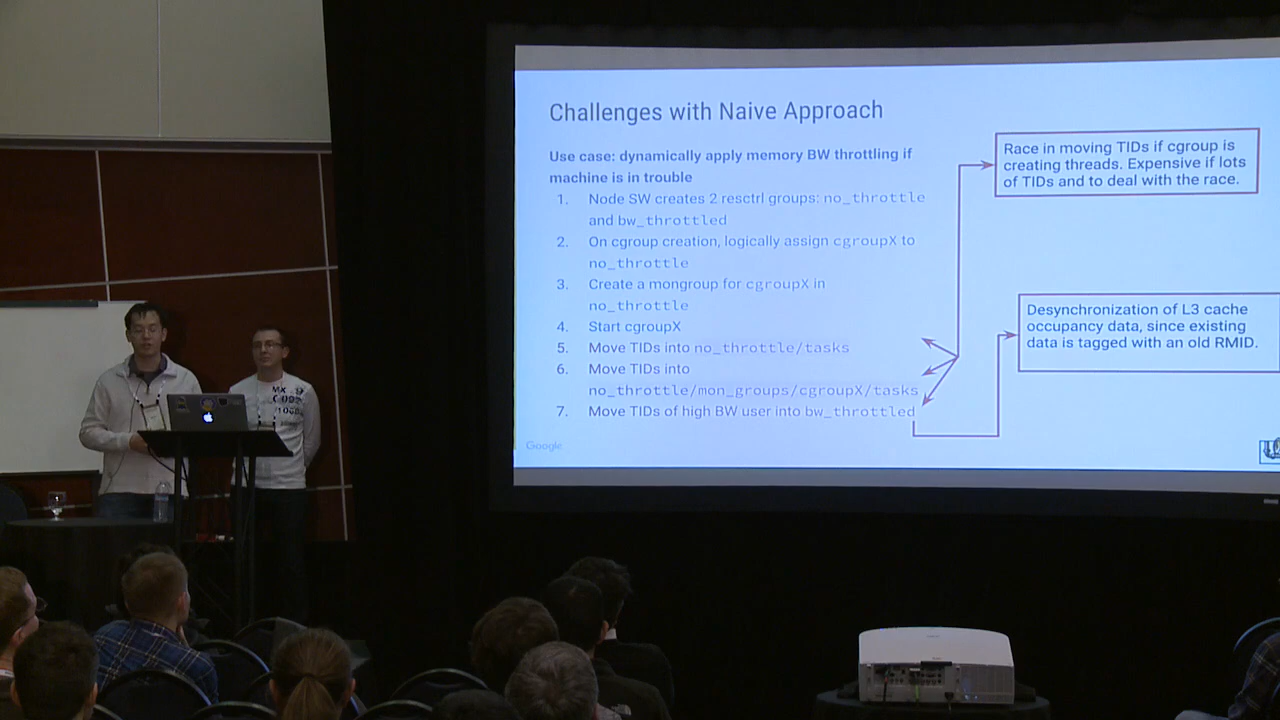 Challenges with Naive Approach
Use case: dynamically apply memory BW throttling if
machine is in trouble
1. Node SW creates 2 resctrl groups: no_throttle
and bw_throttled
2. On cgroup creation, logically assign cgroupX to
no_throttle
3. Create a mongroup for cgroupX in
no_throttle
4. Start cgroupX
5. Move TIDs into no_throttle/tasks
6. Move TIDs into
no_throttle/mon_groups/cgroupX/tasks
7. Move TIDs of high BW user into bw_throttled
Race in moving TIDs if cgroup is
creating threads. Expensive if lots
of TIDs and to deal with the race.
Desynchronization of L3 cache
occupancy data, since existing
data is tagged with an old RMID.
Google